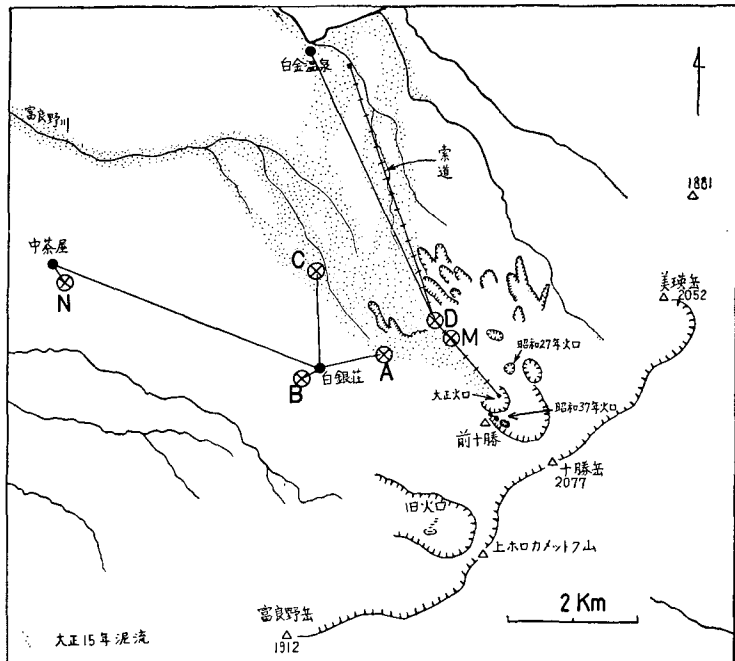 白金温泉
富良野川
索道
1881
中茶屋
N
C
美瑛岳
2052
D
M
昭和27年火口
A
B
白銀荘
大正火口
昭和37年火口
前十勝
十勝岳
2077
旧火口
上ホロカメットク山
富良野岳
1912
2 Km
大正15年泥流